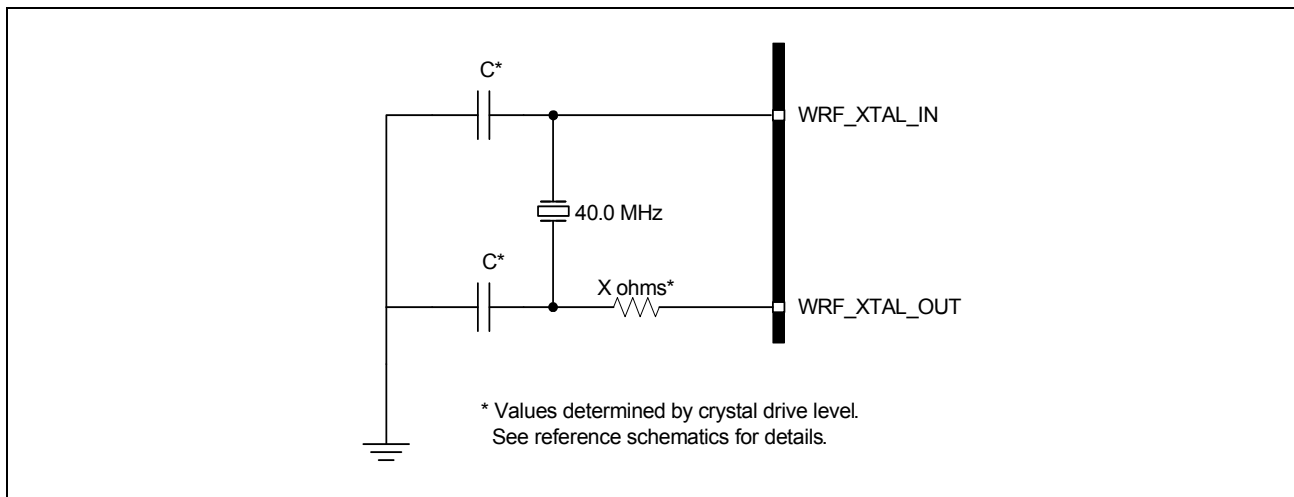 C*
WRF_XTAL_IN
40.0 MHz
C*
X ohms*
WRF_XTAL_OUT
* Values determined by crystal drive level.
See reference schematics for details.